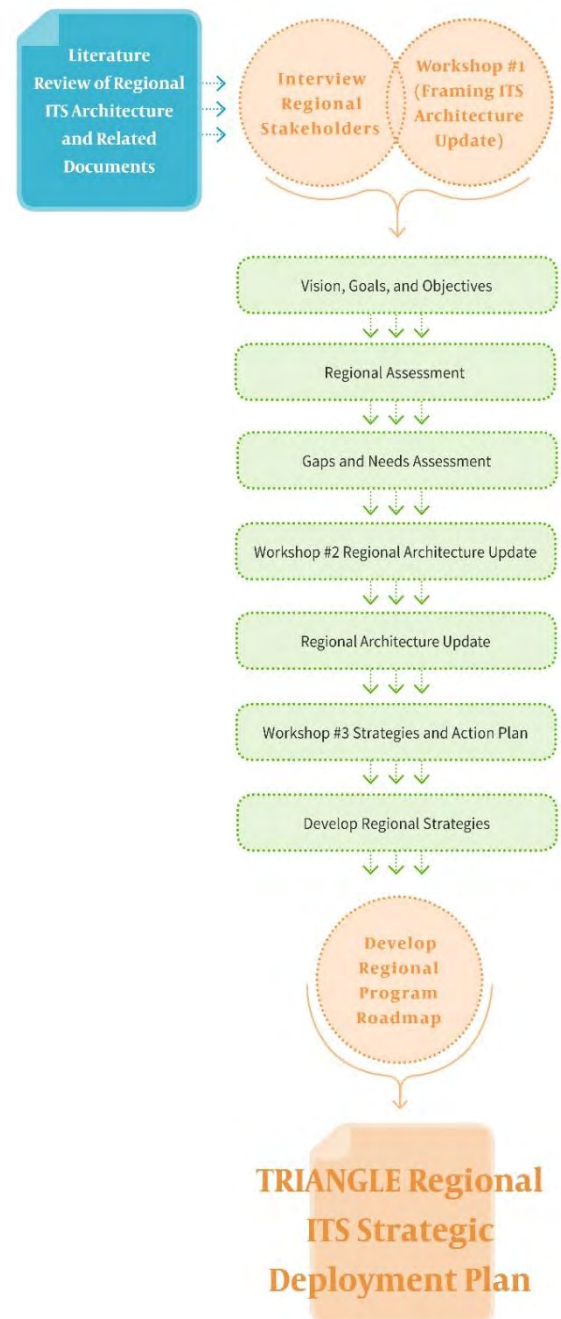 Literature
Review of Regional
ITS Architecture
and Related
Documents
Interview
Regional
Stakeholders
Workshop #1
(Framing ITS
Architecture
Update)
Vision, Goals, and Objectives
Regional Assessment
Gaps and Needs Assessment
Workshop #2 Regional Architecture Update
Regional Architecture Update
Workshop #3 Strategies and Action Plan
Develop Regional Strategies
Develop
Regional
Program
Roadmap
TRIANGLE Regional
ITS Strategic
Deployment Plan